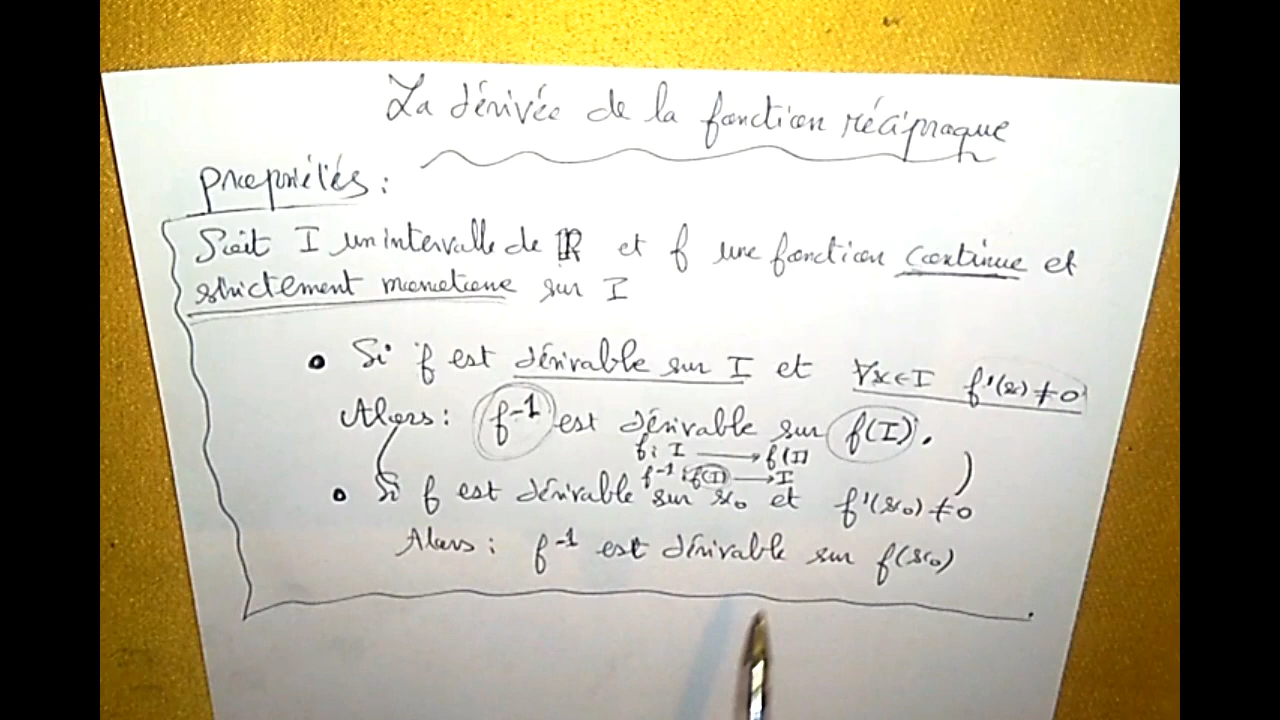 La dérivée de la fonction réciproque
propriétés :
Soit I un intervalle de ℝ et f une fonction continue et
strictement monotone sur I
• Si f est dérivable sur I et ∀x∈I f'(x) ≠ 0
Alors : f⁻¹ est dérivable sur f(I).
f : I → f(I)
f⁻¹ : f(I) → I
• Si f est dérivable sur x₀ et f'(x₀) ≠ 0
Alors : f⁻¹ est dérivable sur f(x₀)